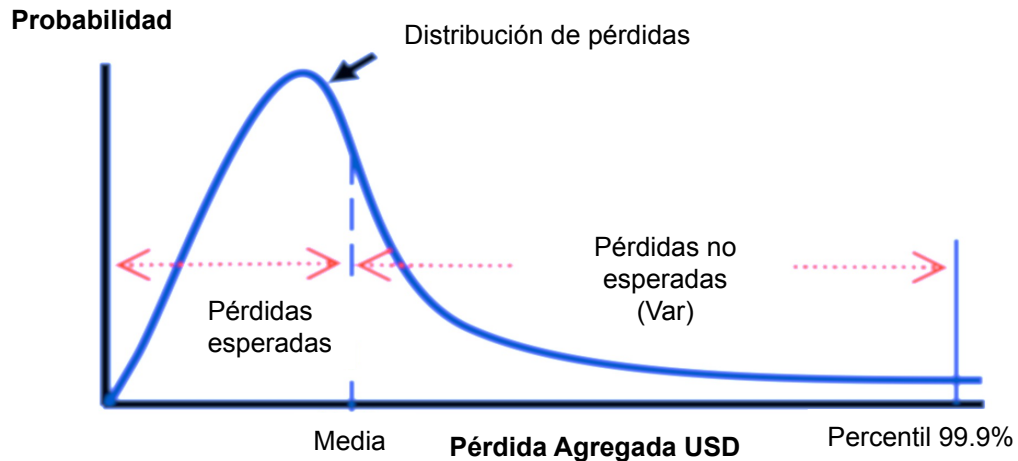 Probabilidad
Distribución de pérdidas
Pérdidas no
esperadas
(Var)
Pérdidas
esperadas
Media
Pérdida Agregada USD
Percentil 99.9%